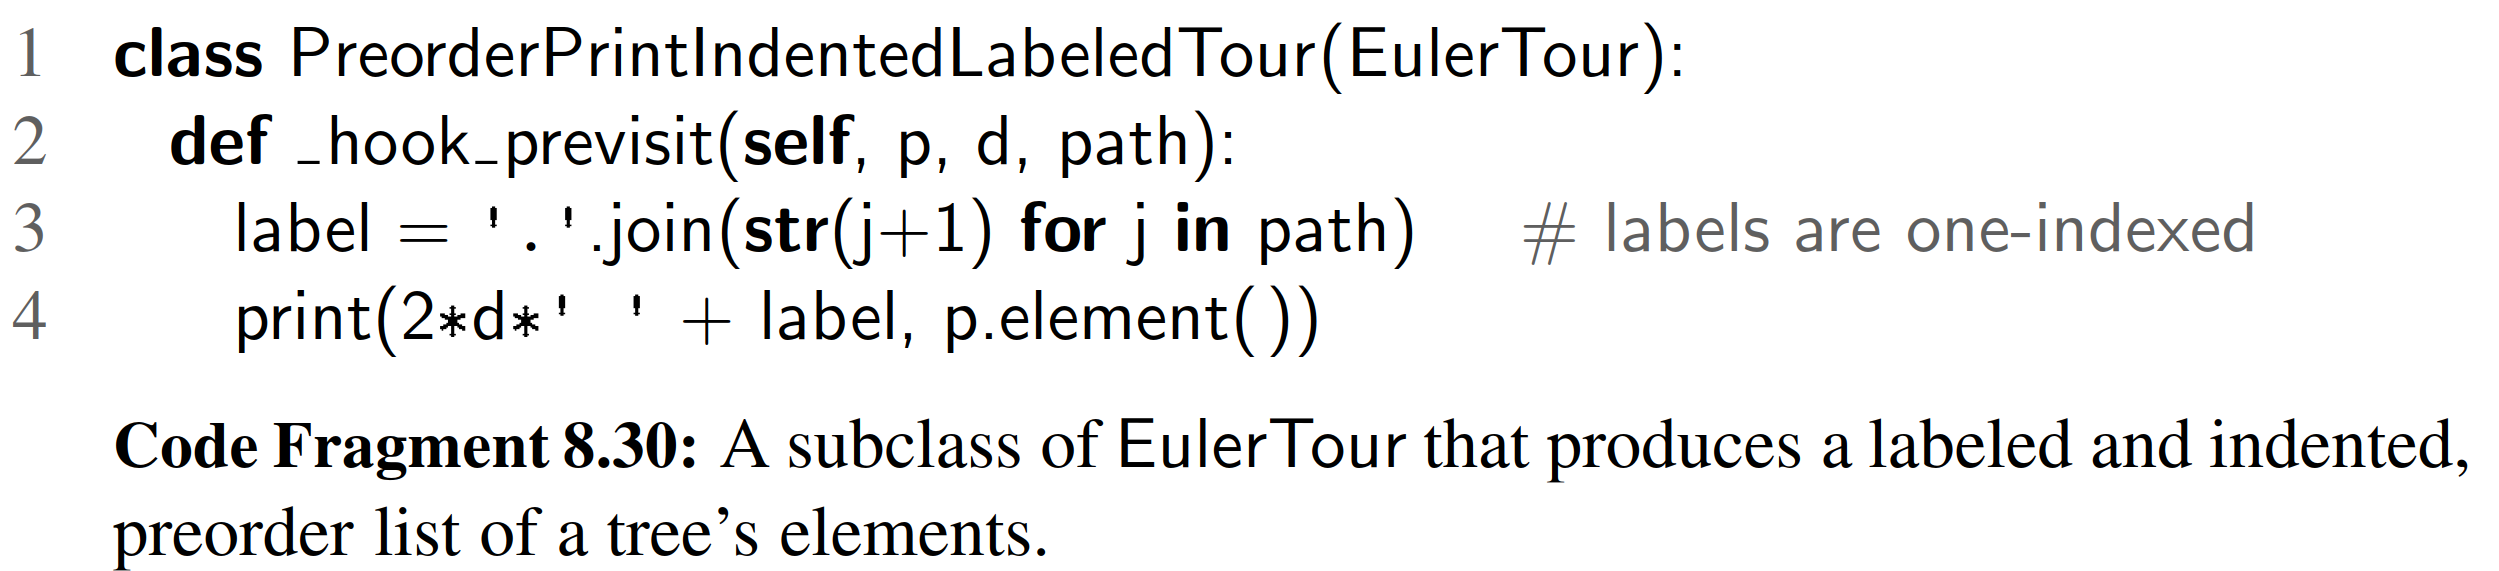 1 class PreorderPrintIndentedLabeledTour(EulerTour):
2   def _hook_previsit(self, p, d, path):
3     label = '.'.join(str(j+1) for j in path)     # labels are one-indexed
4     print(2*d*' ' + label, p.element())
Code Fragment 8.30: A subclass of EulerTour that produces a labeled and indented,
preorder list of a tree’s elements.